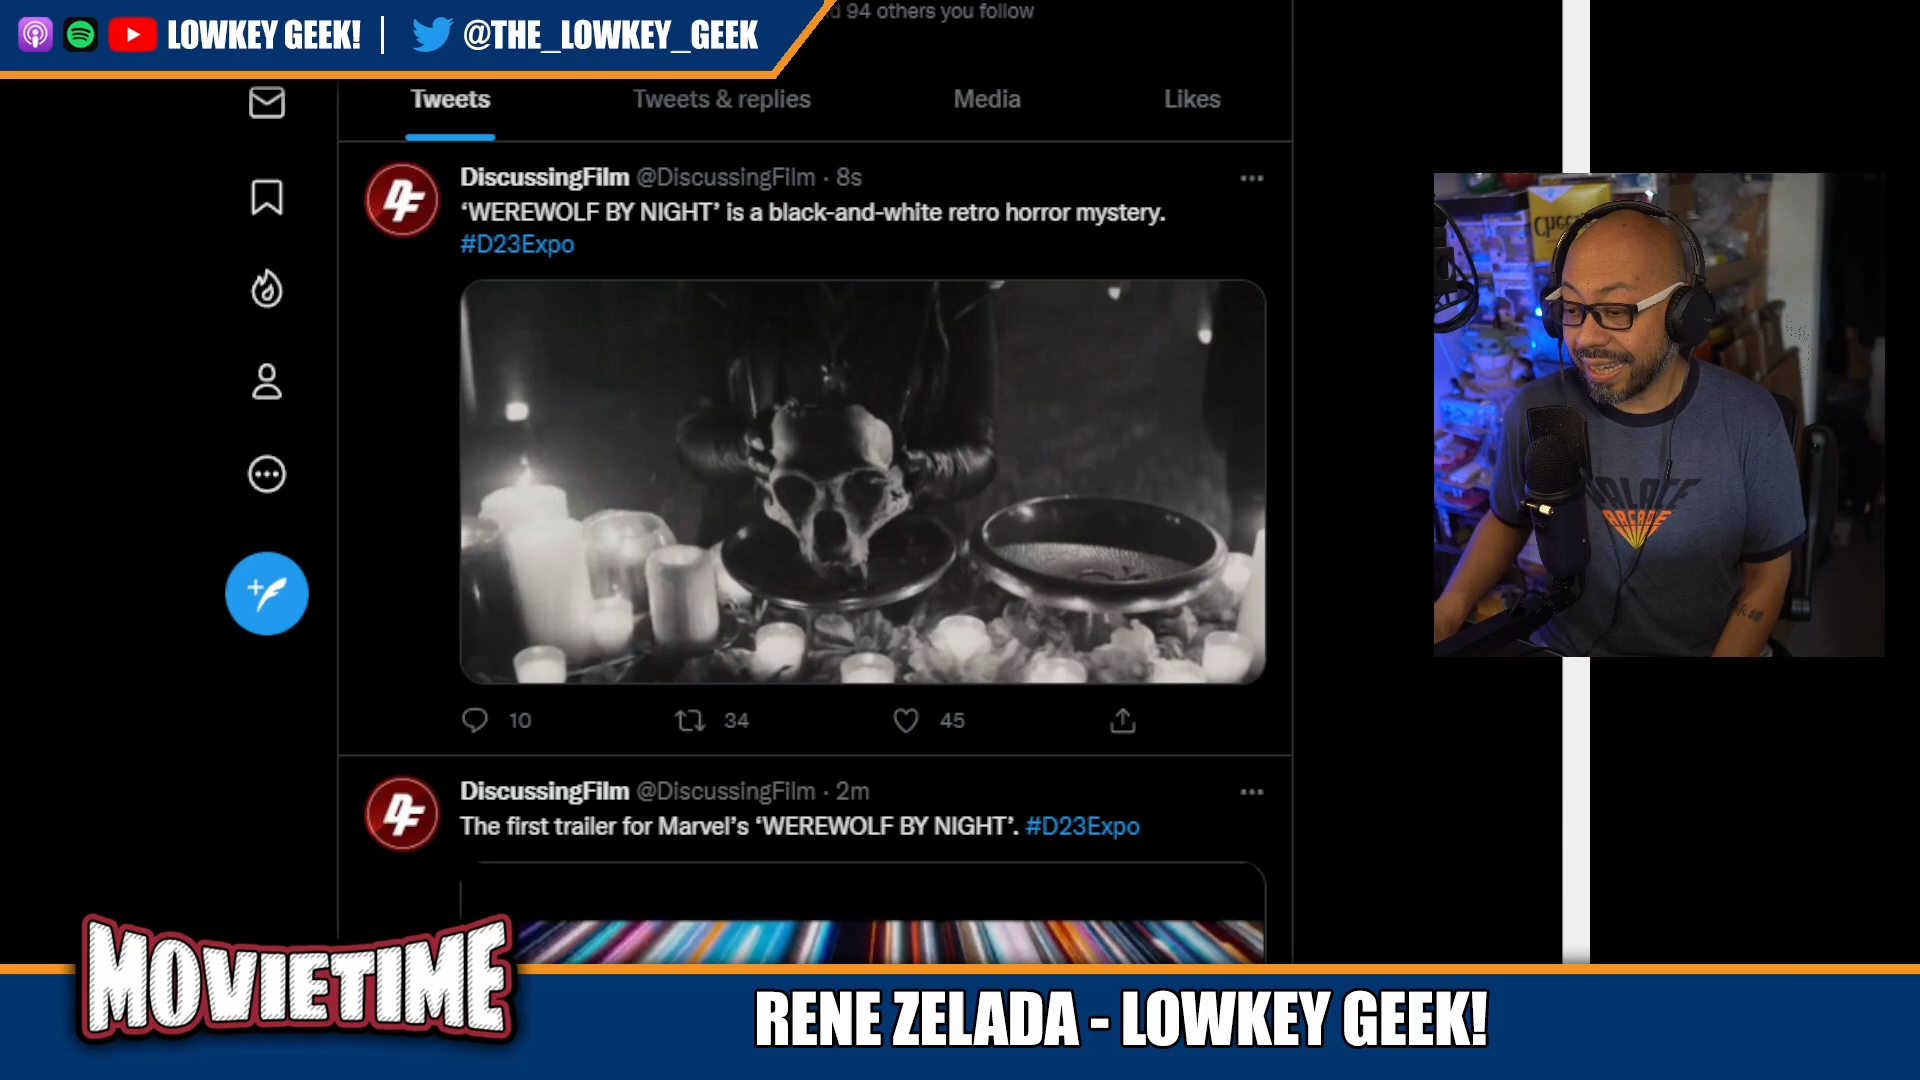 LOWKEY GEEK! | @THE_LOWKEY_GEEK
94 others you follow
Tweets Tweets & replies Media Likes
DiscussingFilm @DiscussingFilm · 8s
‘WEREWOLF BY NIGHT’ is a black-and-white retro horror mystery.
#D23Expo
10 34 45
DiscussingFilm @DiscussingFilm · 2m
The first trailer for Marvel’s ‘WEREWOLF BY NIGHT’. #D23Expo
PALACE
ARCADE
MOVIETIME
RENE ZELADA - LOWKEY GEEK!